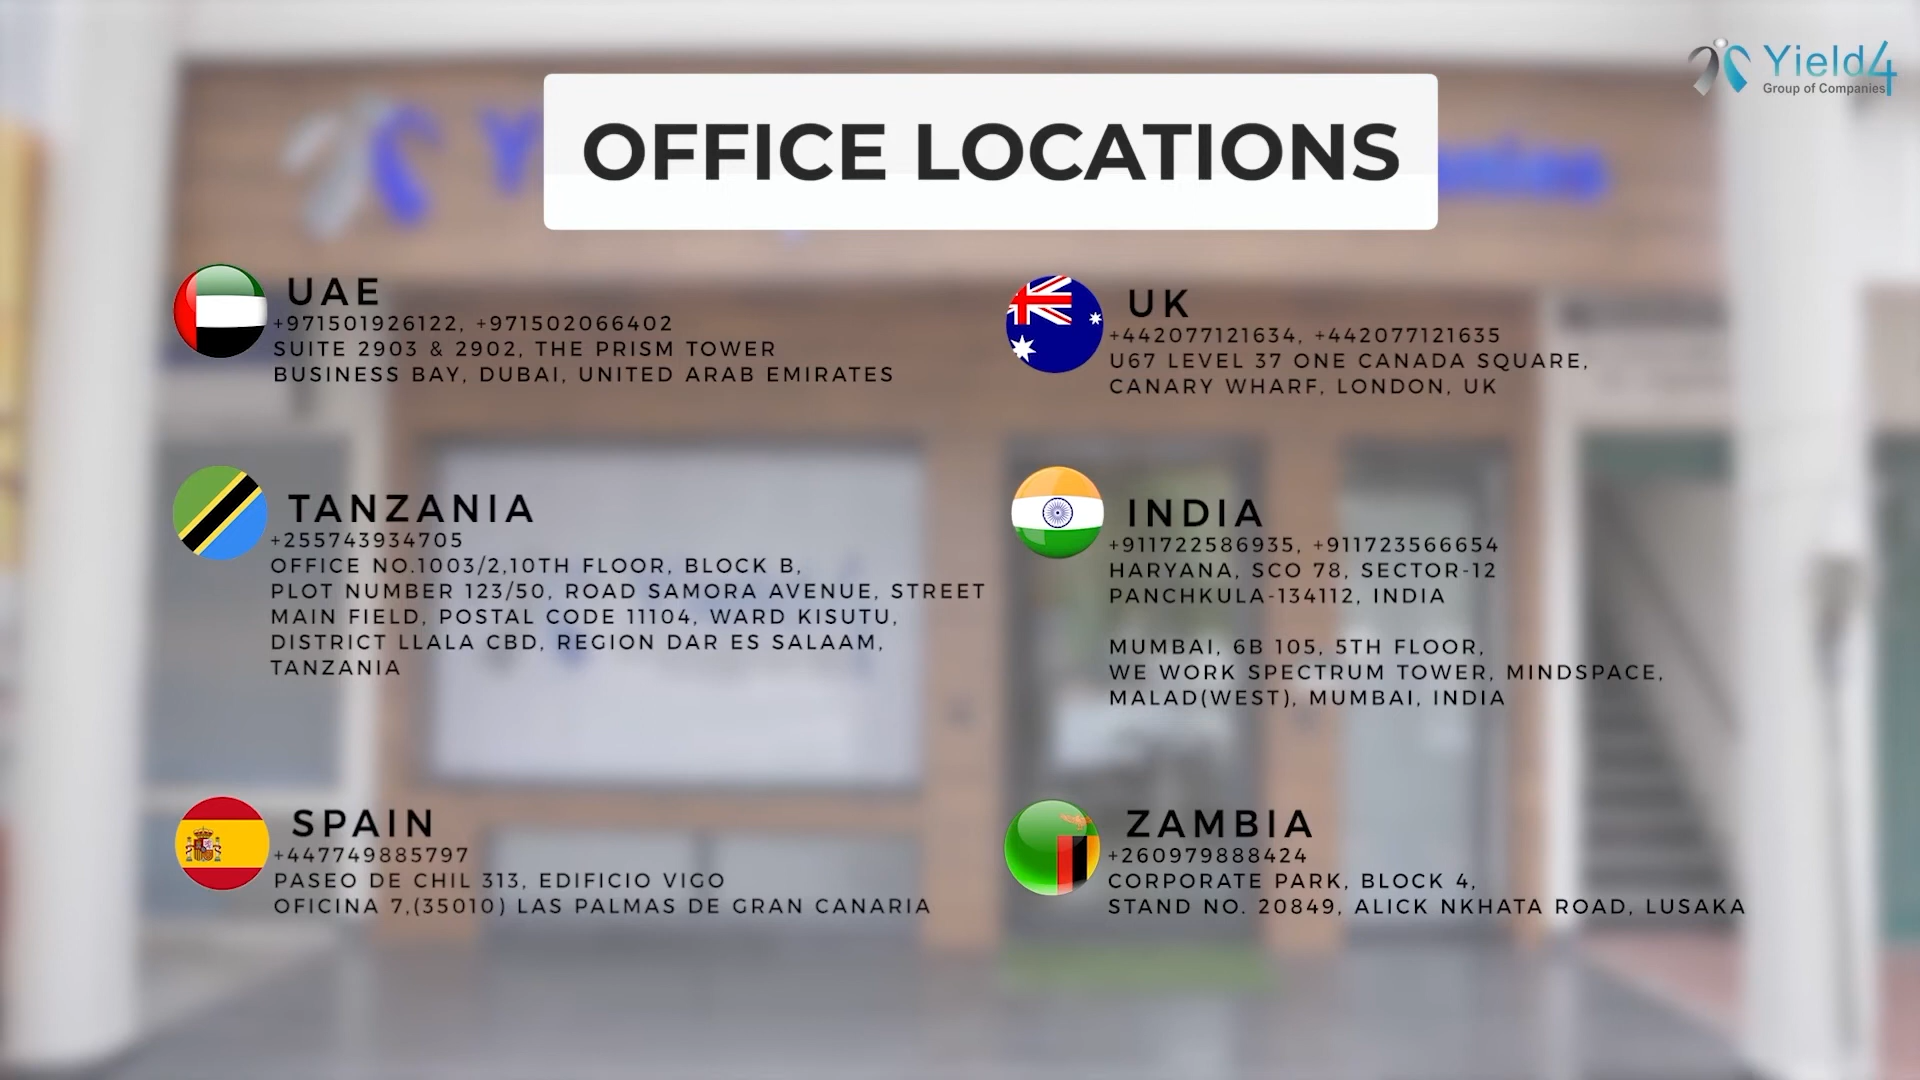 Yield4
Group of Companies
OFFICE LOCATIONS
UAE
+971501926122, +971502066402
SUITE 2903 & 2902, THE PRISM TOWER
BUSINESS BAY, DUBAI, UNITED ARAB EMIRATES
UK
+442077121634, +442077121635
U67 LEVEL 37 ONE CANADA SQUARE,
CANARY WHARF, LONDON, UK
TANZANIA
+255743934705
OFFICE NO.1003/2,10TH FLOOR, BLOCK B,
PLOT NUMBER 123/50, ROAD SAMORA AVENUE, STREET
MAIN FIELD, POSTAL CODE 11104, WARD KISUTU,
DISTRICT LLALA CBD, REGION DAR ES SALAAM,
TANZANIA
INDIA
+911722586935, +911723566654
HARYANA, SCO 78, SECTOR-12
PANCHKULA-134112, INDIA
MUMBAI, 6B 105, 5TH FLOOR,
WE WORK SPECTRUM TOWER, MINDSPACE,
MALAD(WEST), MUMBAI, INDIA
SPAIN
+447749885797
PASEO DE CHIL 313, EDIFICIO VIGO
OFICINA 7,(35010) LAS PALMAS DE GRAN CANARIA
ZAMBIA
+260979888424
CORPORATE PARK, BLOCK 4,
STAND NO. 20849, ALICK NKHATA ROAD, LUSAKA